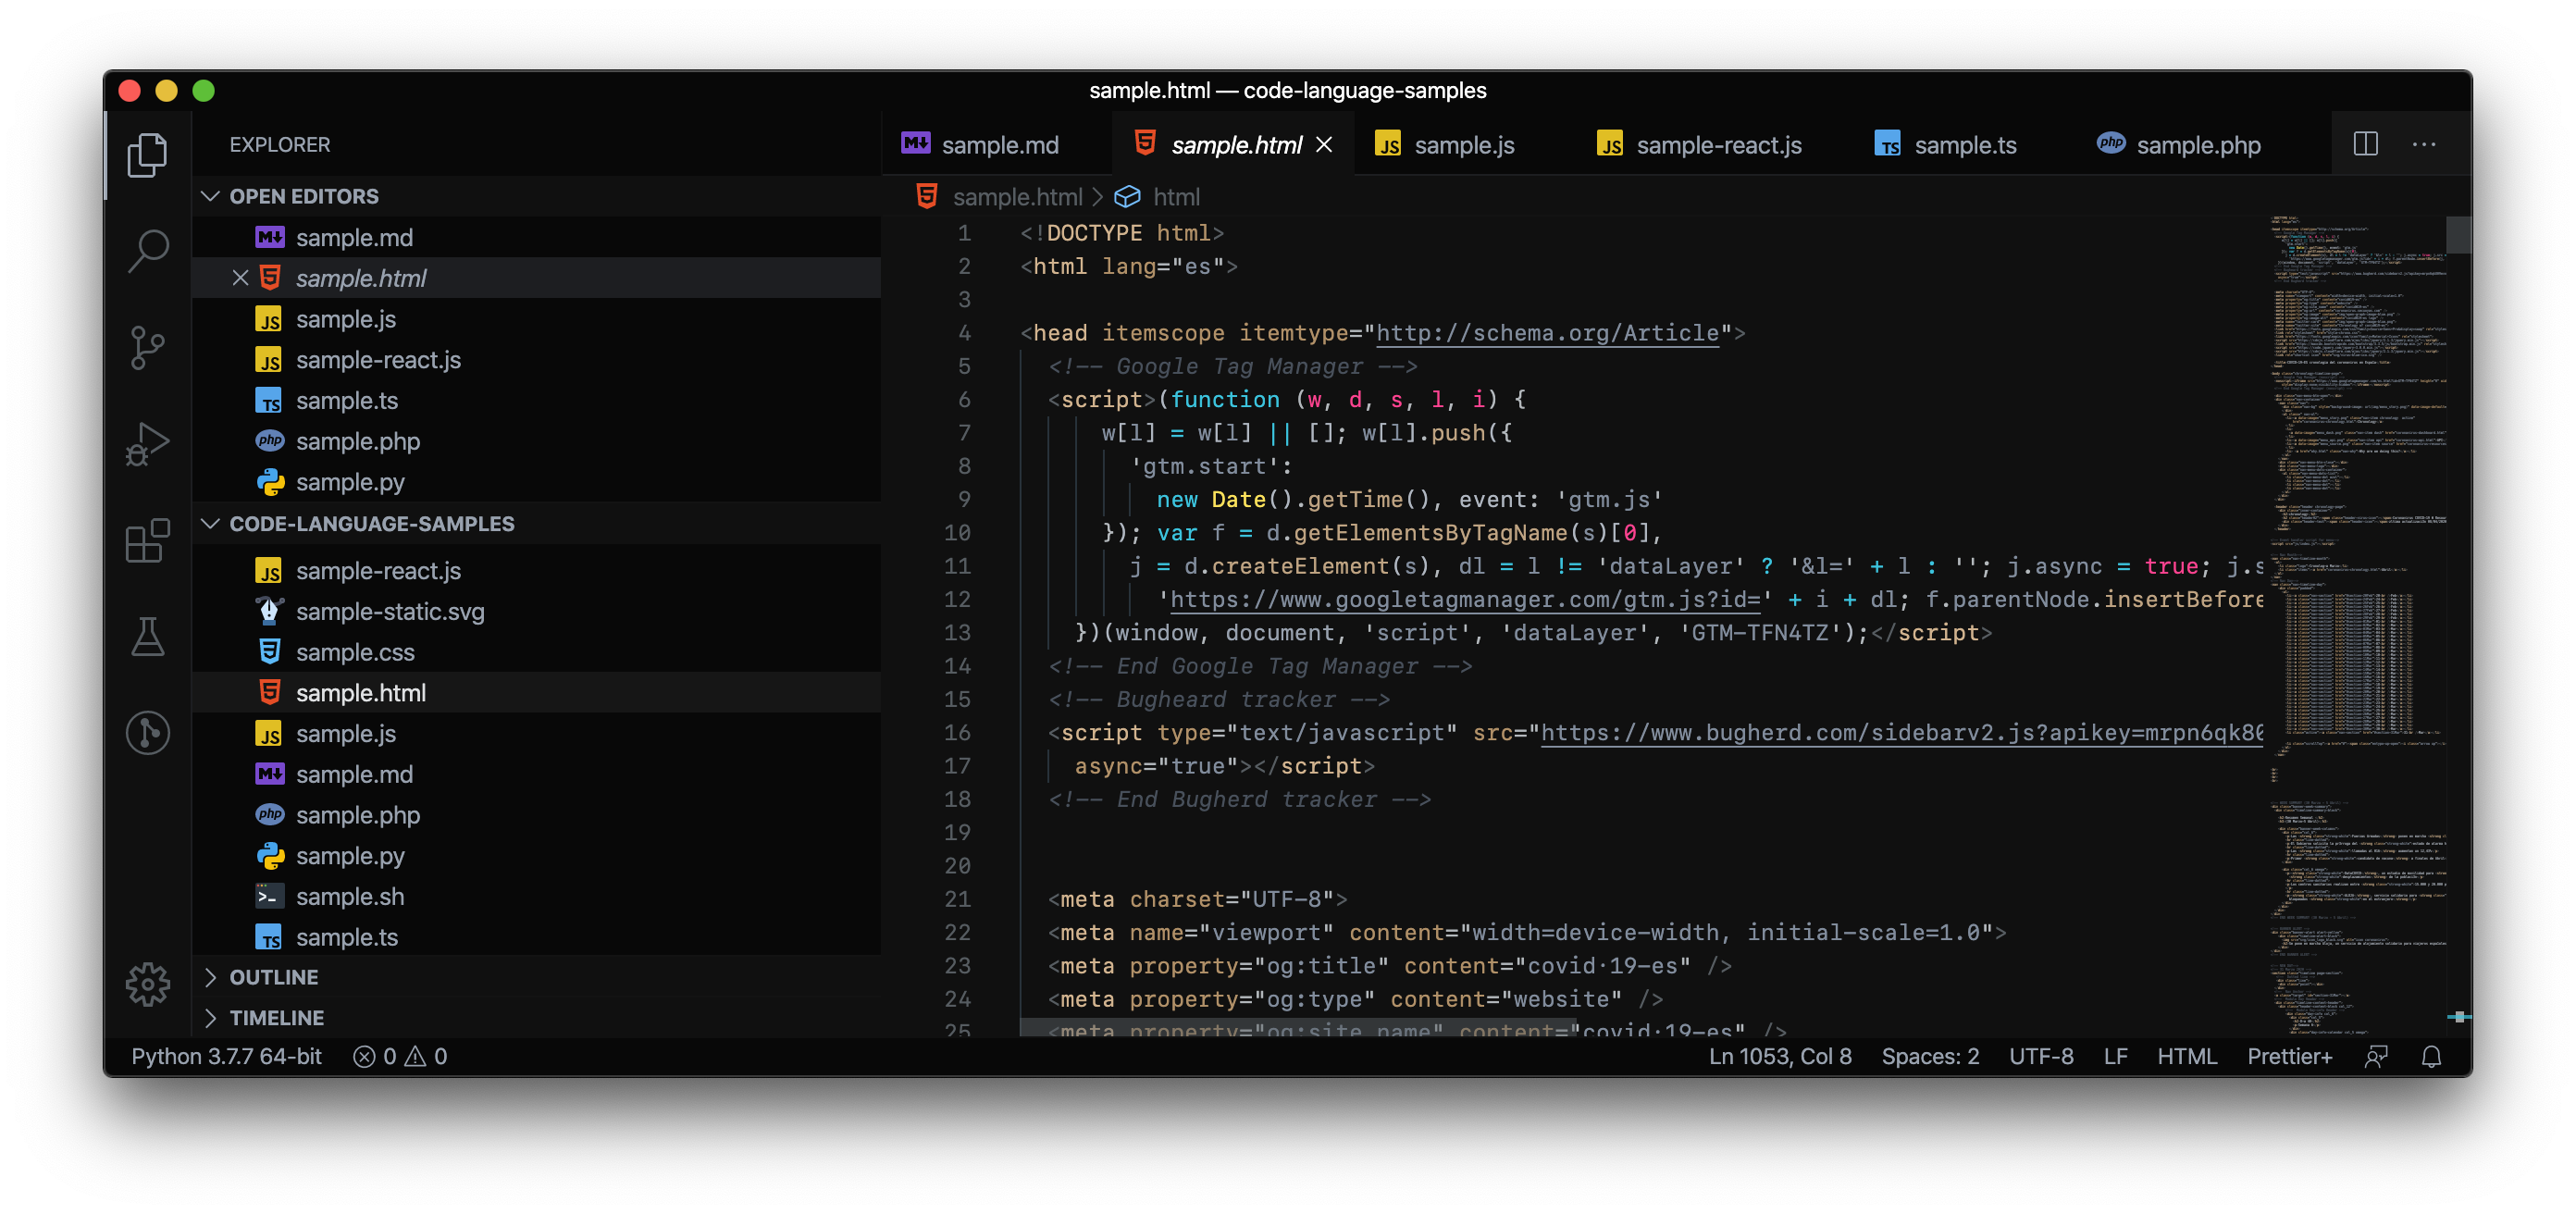 sample.html — code-language-samples
EXPLORER
OPEN EDITORS
sample.md
sample.html
sample.js
sample-react.js
sample.ts
sample.php
sample.py
CODE-LANGUAGE-SAMPLES
sample-react.js
sample-static.svg
sample.css
sample.html
sample.js
sample.md
sample.php
sample.py
sample.sh
sample.ts
OUTLINE
TIMELINE
sample.md sample.html sample.js sample-react.js sample.ts sample.php
sample.html > html
1 <!DOCTYPE html>
2 <html lang="es">
3
4 <head itemscope itemtype="http://schema.org/Article">
5 <!-- Google Tag Manager -->
6 <script>(function (w, d, s, l, i) {
7 w[l] = w[l] || []; w[l].push({
8 'gtm.start':
9 new Date().getTime(), event: 'gtm.js'
10 }); var f = d.getElementsByTagName(s)[0],
11 j = d.createElement(s), dl = l != 'dataLayer' ? '&l=' + l : ''; j.async = true; j.s
12 'https://www.googletagmanager.com/gtm.js?id=' + i + dl; f.parentNode.insertBefore
13 })(window, document, 'script', 'dataLayer', 'GTM-TFN4TZ');</script>
14 <!-- End Google Tag Manager -->
15 <!-- Bugheard tracker -->
16 <script type="text/javascript" src="https://www.bugherd.com/sidebarv2.js?apikey=mrpn6qk80
17 async="true"></script>
18 <!-- End Bugherd tracker -->
19
20
21 <meta charset="UTF-8">
22 <meta name="viewport" content="width=device-width, initial-scale=1.0">
23 <meta property="og:title" content="covid·19-es" />
24 <meta property="og:type" content="website" />
25 <meta property="og:site_name" content="covid·19-es" />
Python 3.7.7 64-bit 0 0 Ln 1053, Col 8 Spaces: 2 UTF-8 LF HTML Prettier+